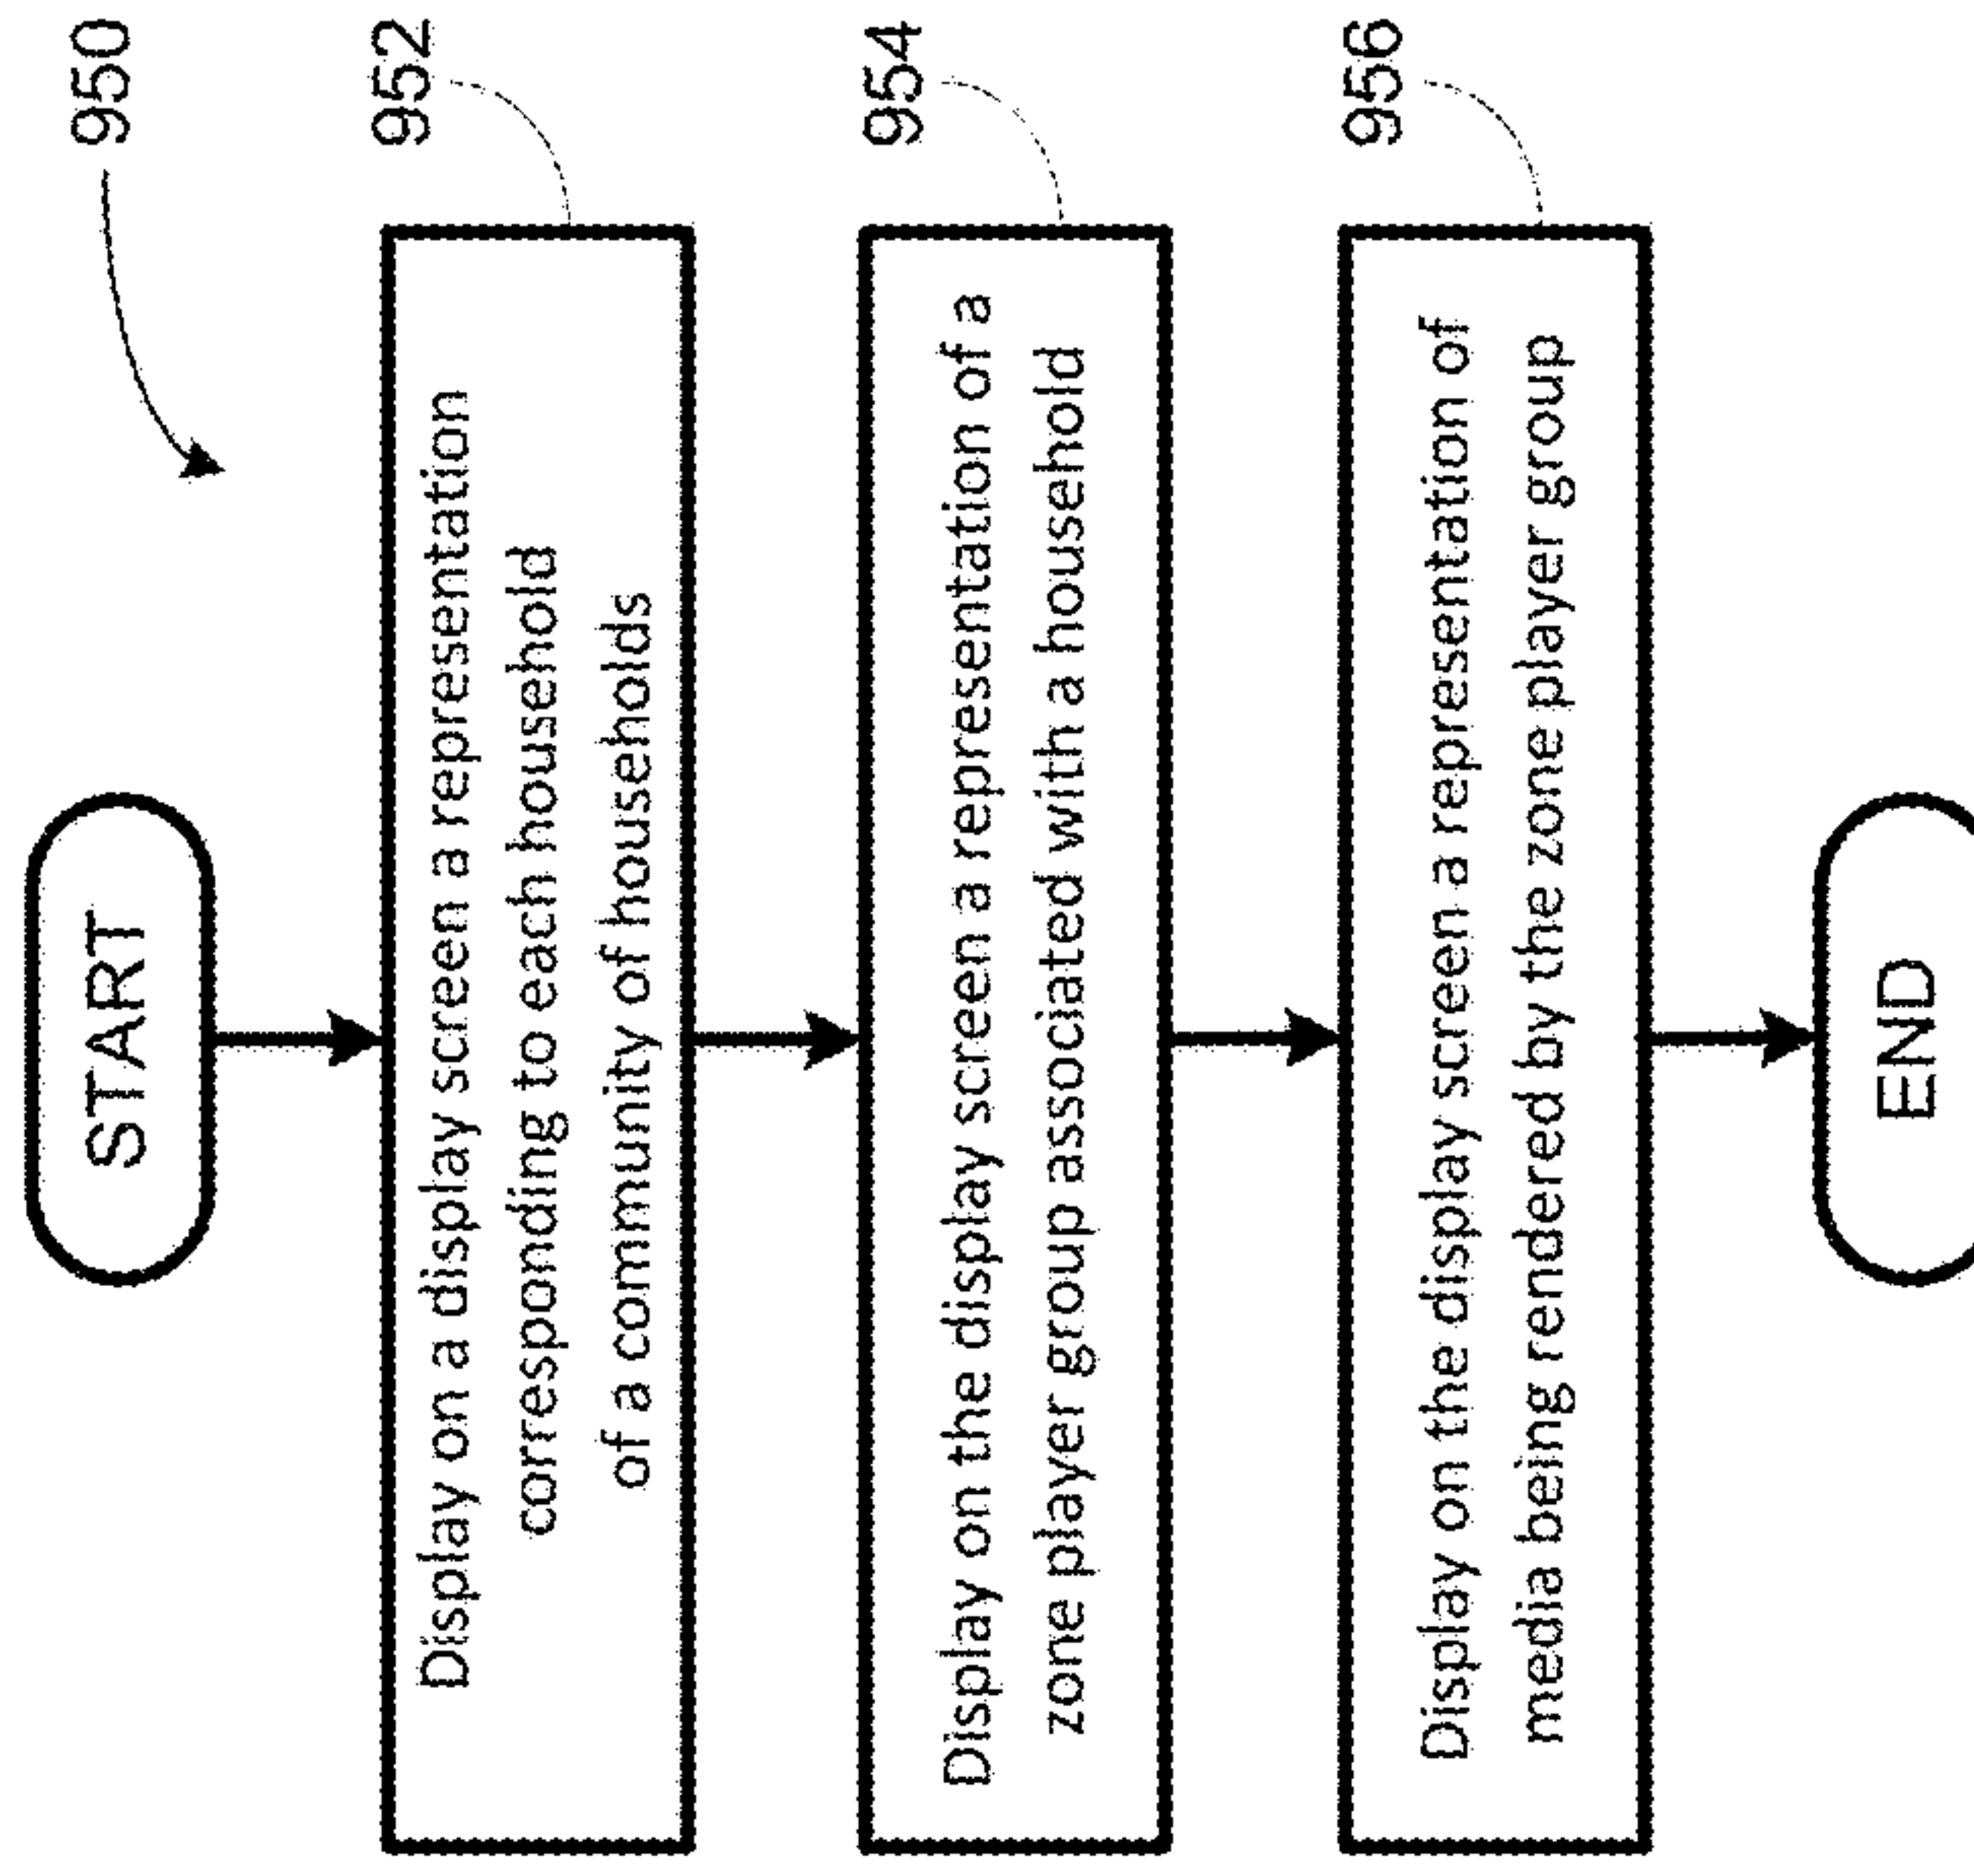 950
START
952
Display on a display screen a representation
corresponding to each household
of a community of households
954
Display on the display screen a representation of a
zone player group associated with a household
956
Display on the display screen a representation of
media being rendered by the zone player group
END